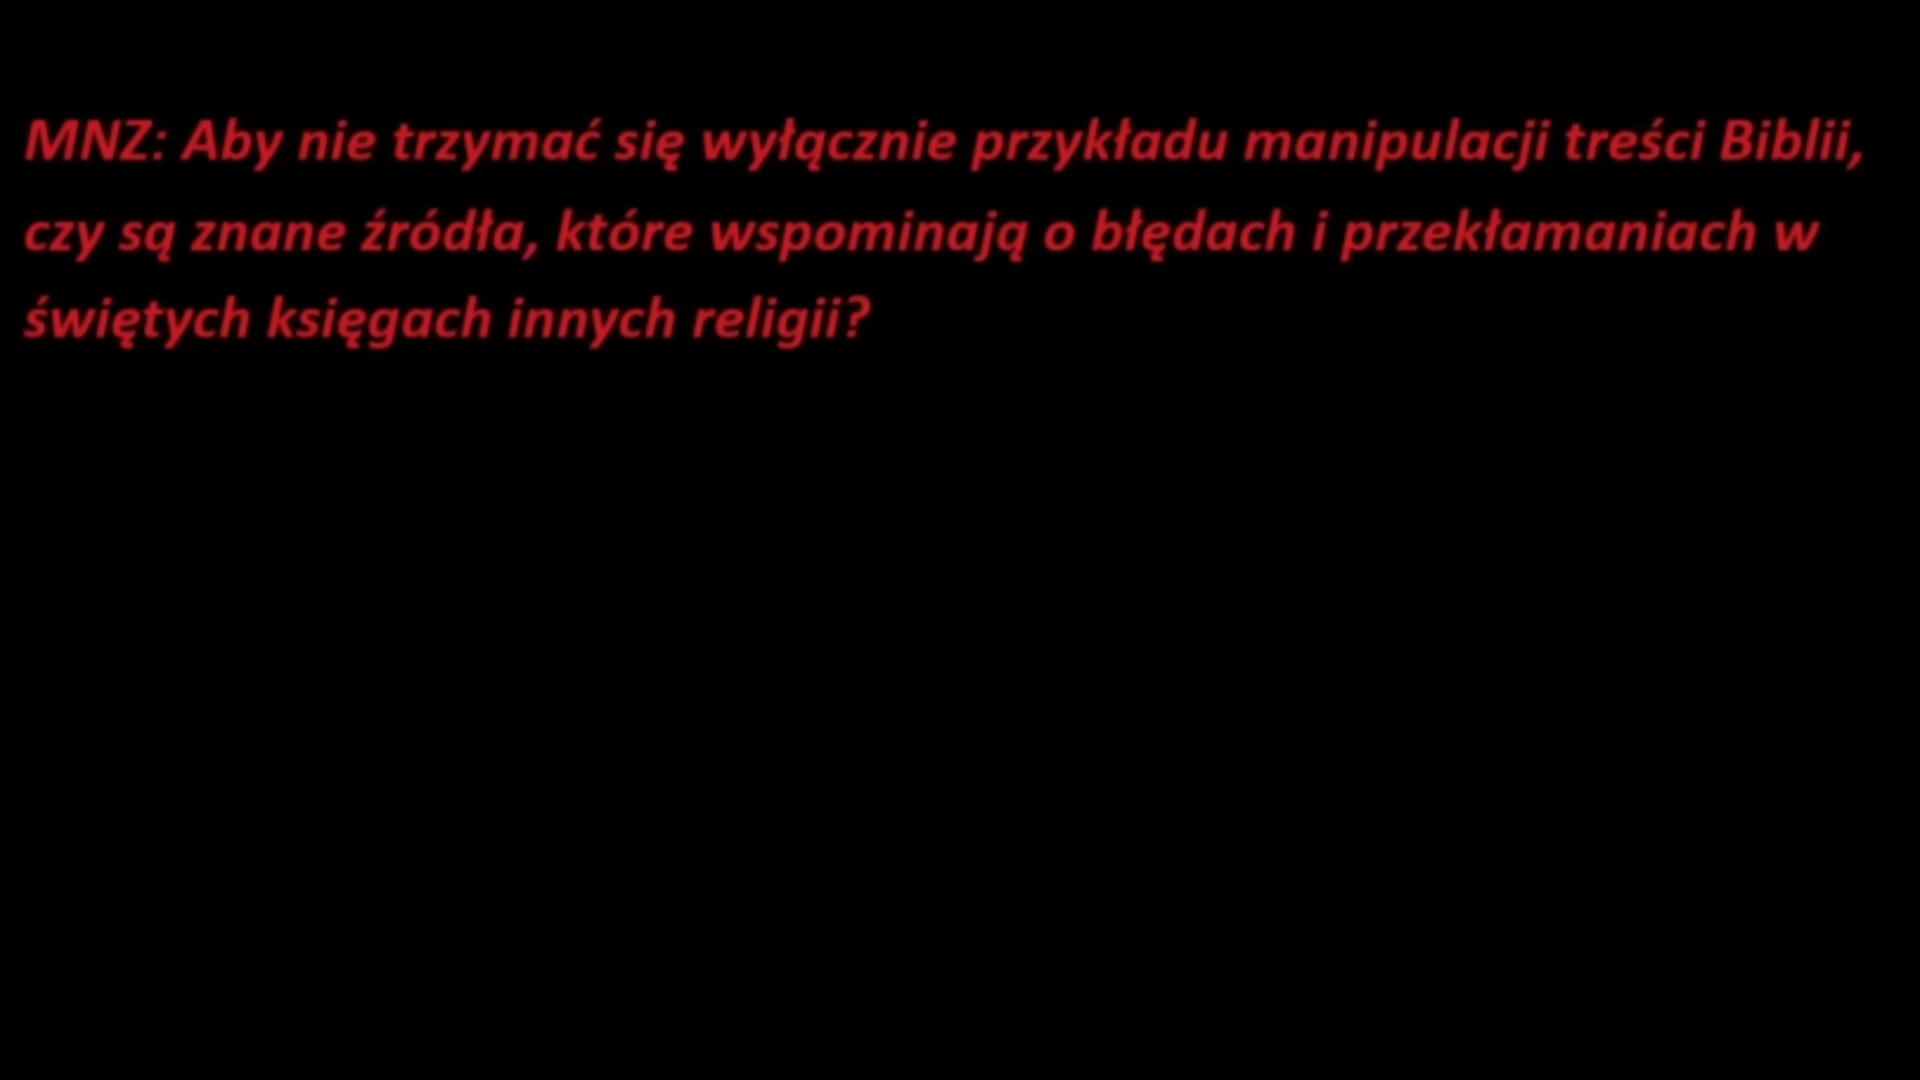 MNZ: Aby nie trzymać się wyłącznie przykładu manipulacji treści Biblii,
czy są znane źródła, które wspominają o błędach i przekłamaniach w
świętych księgach innych religii?